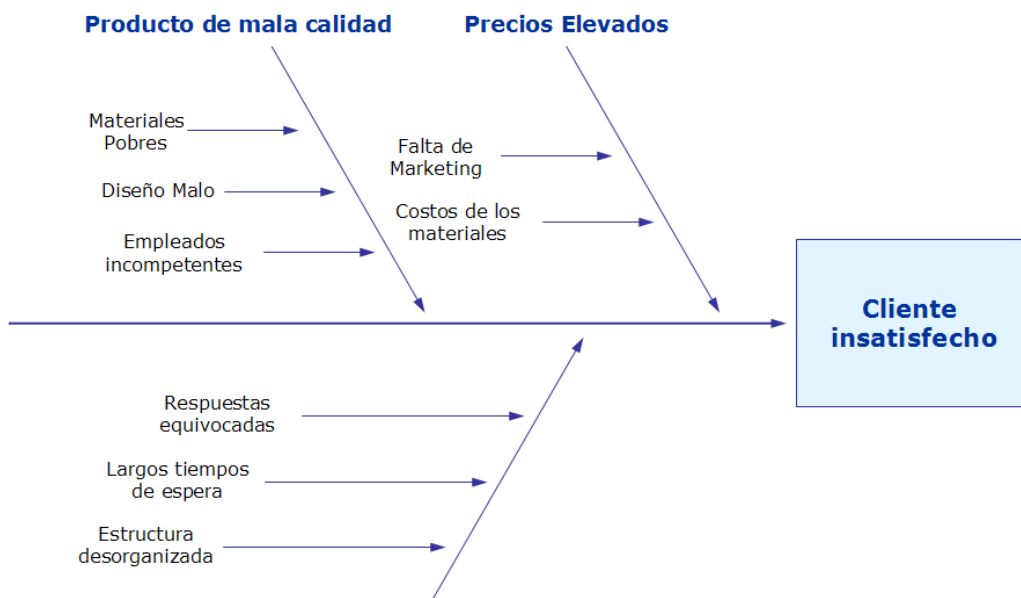 Producto de mala calidad
Precios Elevados
Materiales
Pobres
Diseño Malo
Empleados
incompetentes
Falta de
Marketing
Costos de los
materiales
Cliente
insatisfecho
Respuestas
equivocadas
Largos tiempos
de espera
Estructura
desorganizada